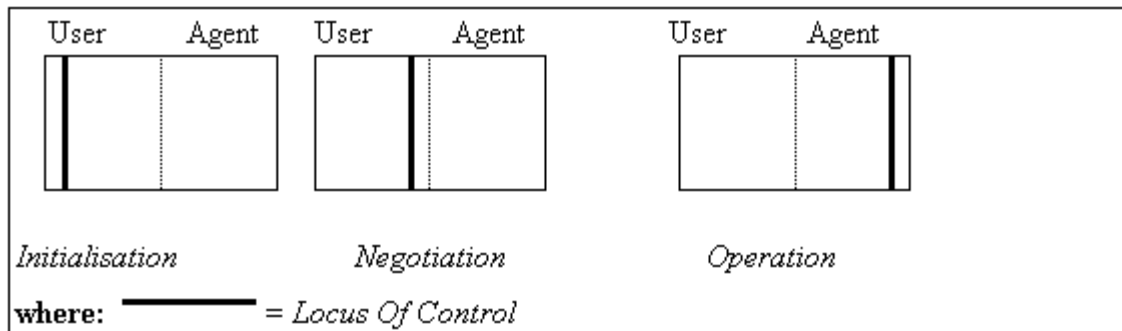 User Agent User Agent User Agent
Initialisation Negotiation Operation
where: = Locus Of Control